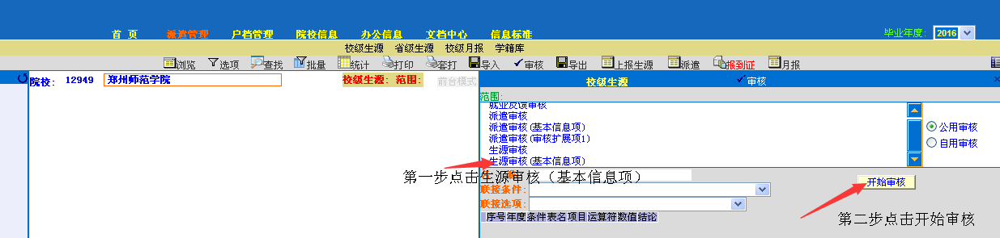 首 页 派遣管理 户档管理 院校信息 办公信息 文档中心 信息标准 毕业年度: 2016
校级生源 省级生源 校级月报 学籍库
浏览 选项 查找 批量 统计 打印 套打 导入 审核 导出 上报生源 派遣 报到证 月报
院校: 12949 郑州师范学院 校级生源: 范围: 前台模式 校级生源 审核
范围:
就业反馈审核
派遣审核
派遣审核(基本信息项)
派遣审核(审核扩展项1)
生源审核
生源审核(基本信息项)
公用审核
自用审核
第一步点击生源审核（基本信息项）
开始审核
联接条件:
联接选项:
序号年度条件表名项目运算符数值结论
第二步点击开始审核